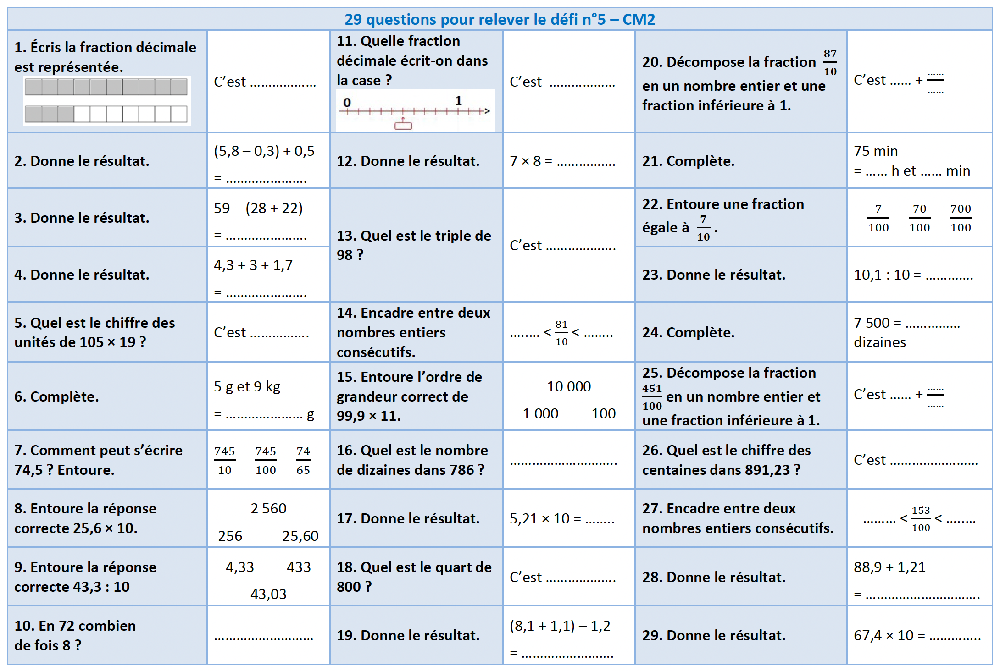 29 questions pour relever le défi n°5 – CM2
1. Écris la fraction décimale
est représentée.
C’est ………………
11. Quelle fraction
décimale écrit-on dans
la case ?
0 1
C’est ………………
20. Décompose la fraction 87/10
en un nombre entier et une
fraction inférieure à 1.
C’est …… + ……/……
2. Donne le résultat.
(5,8 – 0,3) + 0,5
= ………………….
12. Donne le résultat.
7 × 8 = …………….
21. Complète.
75 min
= …… h et …… min
3. Donne le résultat.
59 – (28 + 22)
= ………………….
13. Quel est le triple de
98 ?
C’est ……………….
22. Entoure une fraction
égale à 7/10 .
7/100 70/100 700/100
4. Donne le résultat.
4,3 + 3 + 1,7
= ………………….
23. Donne le résultat.
10,1 : 10 = ………….
5. Quel est le chiffre des
unités de 105 × 19 ?
C’est …………….
14. Encadre entre deux
nombres entiers
consécutifs.
…..… < 81/10 < ……..
24. Complète.
7 500 = ……………
dizaines
6. Complète.
5 g et 9 kg
= ………………… g
15. Entoure l’ordre de
grandeur correct de
99,9 × 11.
10 000
1 000 100
25. Décompose la fraction
451/100 en un nombre entier et
une fraction inférieure à 1.
C’est …… + ……/……
7. Comment peut s’écrire
74,5 ? Entoure.
745/10 745/100 74/65
16. Quel est le nombre
de dizaines dans 786 ?
………………………..
26. Quel est le chiffre des
centaines dans 891,23 ?
C’est ……………………
8. Entoure la réponse
correcte 25,6 × 10.
2 560
256 25,60
17. Donne le résultat.
5,21 × 10 = ……..
27. Encadre entre deux
nombres entiers consécutifs.
……… < 153/100 < …..…
9. Entoure la réponse
correcte 43,3 : 10
4,33 433
43,03
18. Quel est le quart de
800 ?
C’est ……………….
28. Donne le résultat.
88,9 + 1,21
= ………………………….
10. En 72 combien
de fois 8 ?
………………………
19. Donne le résultat.
(8,1 + 1,1) – 1,2
= …………………….
29. Donne le résultat.
67,4 × 10 = …………..